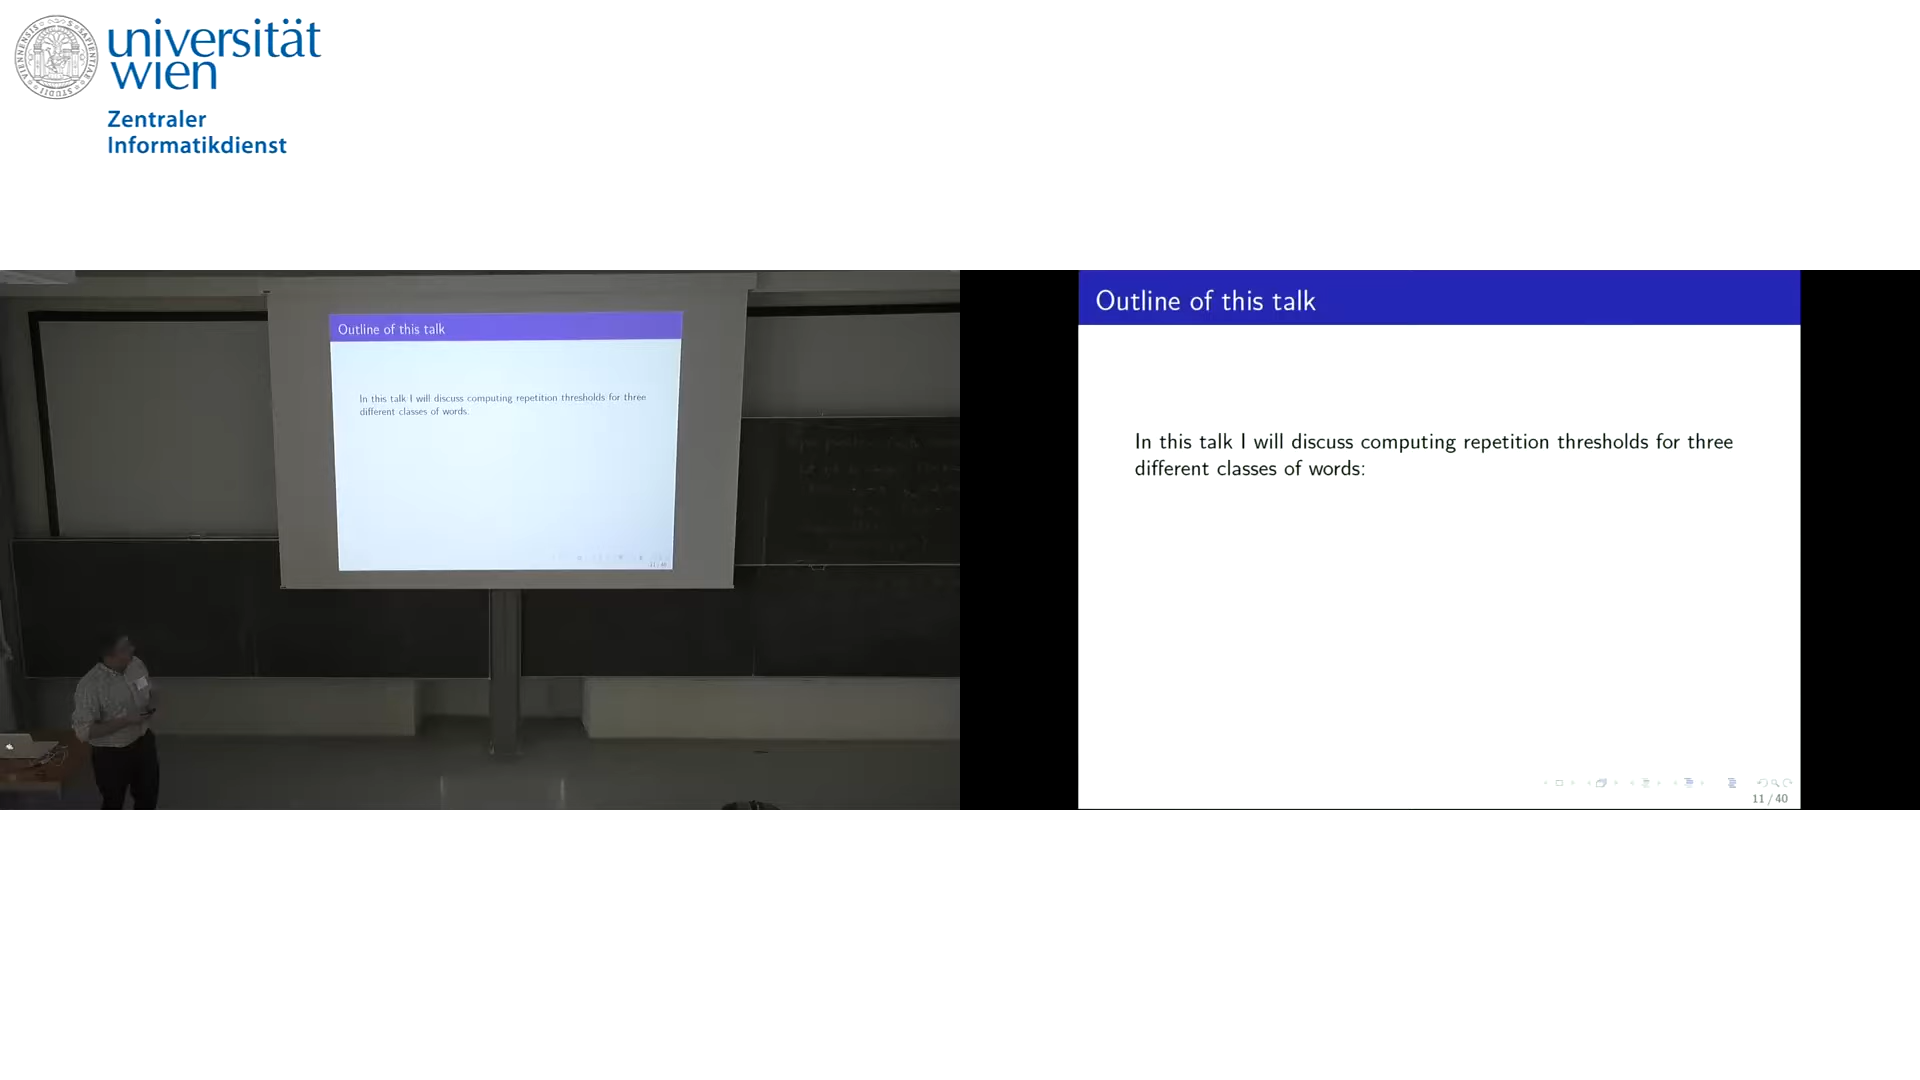 universität
wien
Zentraler
Informatikdienst
Outline of this talk
In this talk I will discuss computing repetition thresholds for three
different classes of words.
11 / 40
Outline of this talk
In this talk I will discuss computing repetition thresholds for three
different classes of words:
11 / 40